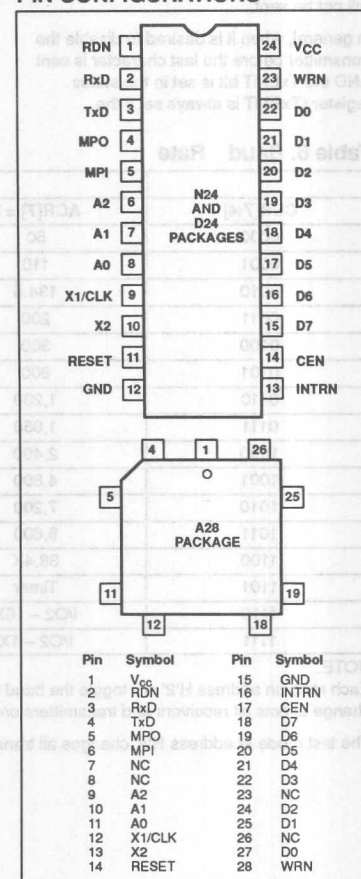 PIN CONFIGURATIONS
RDN 1 24 VCC
RxD 2 23 WRN
TxD 3 22 D0
MPO 4 21 D1
MPI 5 20 D2
A2 6 19 D3
A1 7 18 D4
A0 8 17 D5
X1/CLK 9 16 D6
X2 10 15 D7
RESET 11 14 CEN
GND 12 13 INTRN
N24
AND
D24
PACKAGES
4 1 26
5 25
A28
PACKAGE
11 19
12 18
Pin Symbol Pin Symbol
1 VCC 15 GND
2 RDN 16 INTRN
3 RxD 17 CEN
4 TxD 18 D7
5 MPO 19 D6
6 MPI 20 D5
7 NC 21 D4
8 NC 22 D3
9 A2 23 NC
10 A1 24 D2
11 A0 25 D1
12 X1/CLK 26 NC
13 X2 27 D0
14 RESET 28 WRN